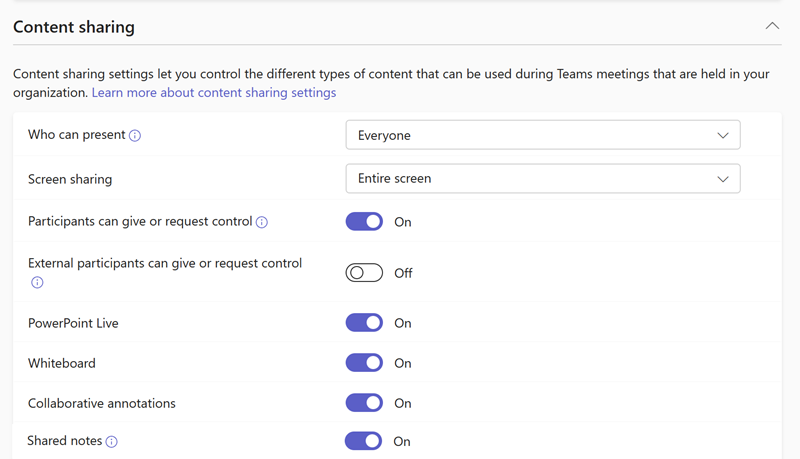 Content sharing
Content sharing settings let you control the different types of content that can be used during Teams meetings that are held in your
organization. Learn more about content sharing settings
Who can present
Everyone
Screen sharing
Entire screen
Participants can give or request control
On
External participants can give or request control
Off
PowerPoint Live
On
Whiteboard
On
Collaborative annotations
On
Shared notes
On